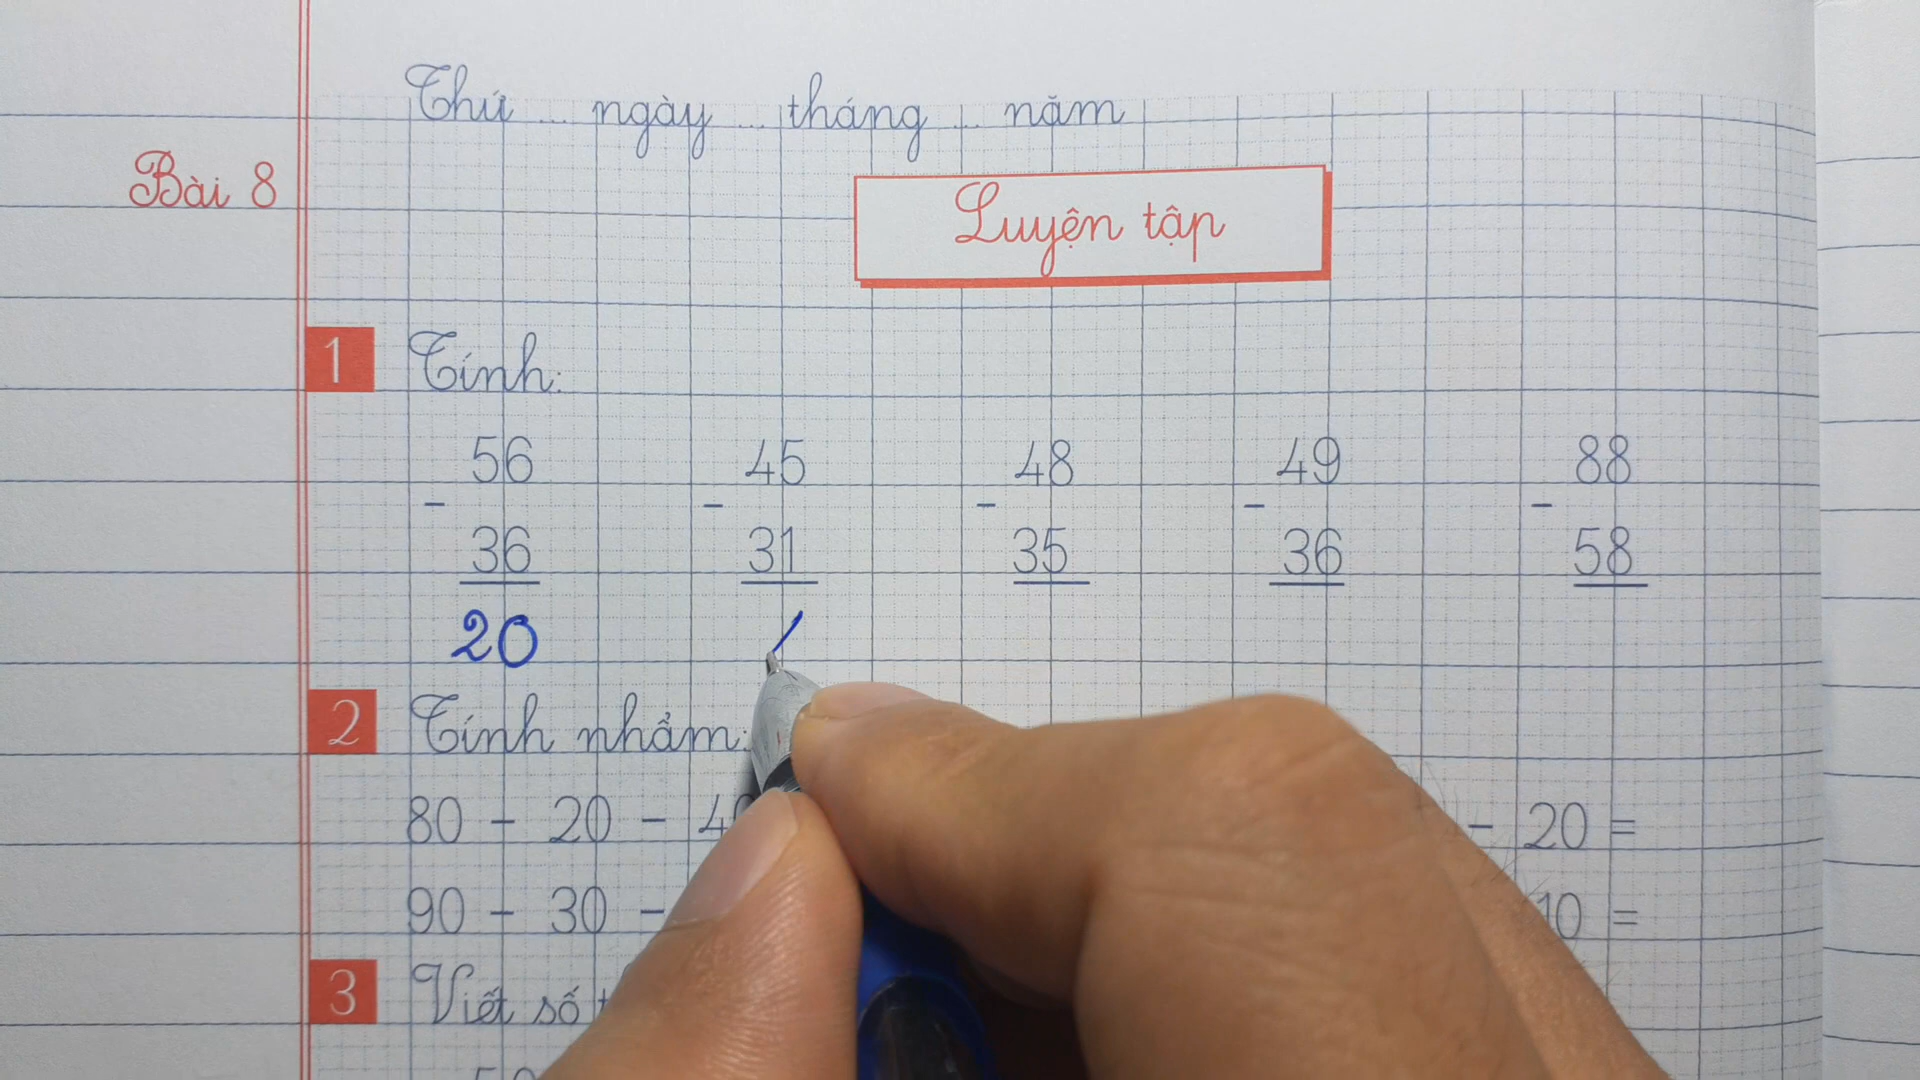 Thứ ... ngày ... tháng ... năm
Bài 8
Luyện tập
1 Tính:
56 45 48 49 88
- - - - -
36 31 35 36 58
20
2 Tính nhẩm:
80 - 20 - 40 - 20 =
90 - 30 - 10 =
3 Viết số